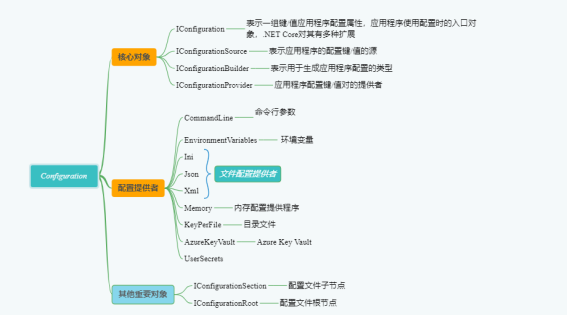 Configuration
核心对象
IConfiguration
表示一组键/值应用程序配置属性，应用程序使用配置时的入口对
象，.NET Core对其有多种扩展
IConfigurationSource
表示应用程序的配置键/值的源
IConfigurationBuilder
表示用于生成应用程序配置的类型
IConfigurationProvider
应用程序配置键/值对的提供者
配置提供者
CommandLine
命令行参数
EnvironmentVariables
环境变量
Ini
Json
Xml
文件配置提供者
Memory
内存配置提供程序
KeyPerFile
目录文件
AzureKeyVault
Azure Key Vault
UserSecrets
其他重要对象
IConfigurationSection
配置文件子节点
IConfigurationRoot
配置文件根节点